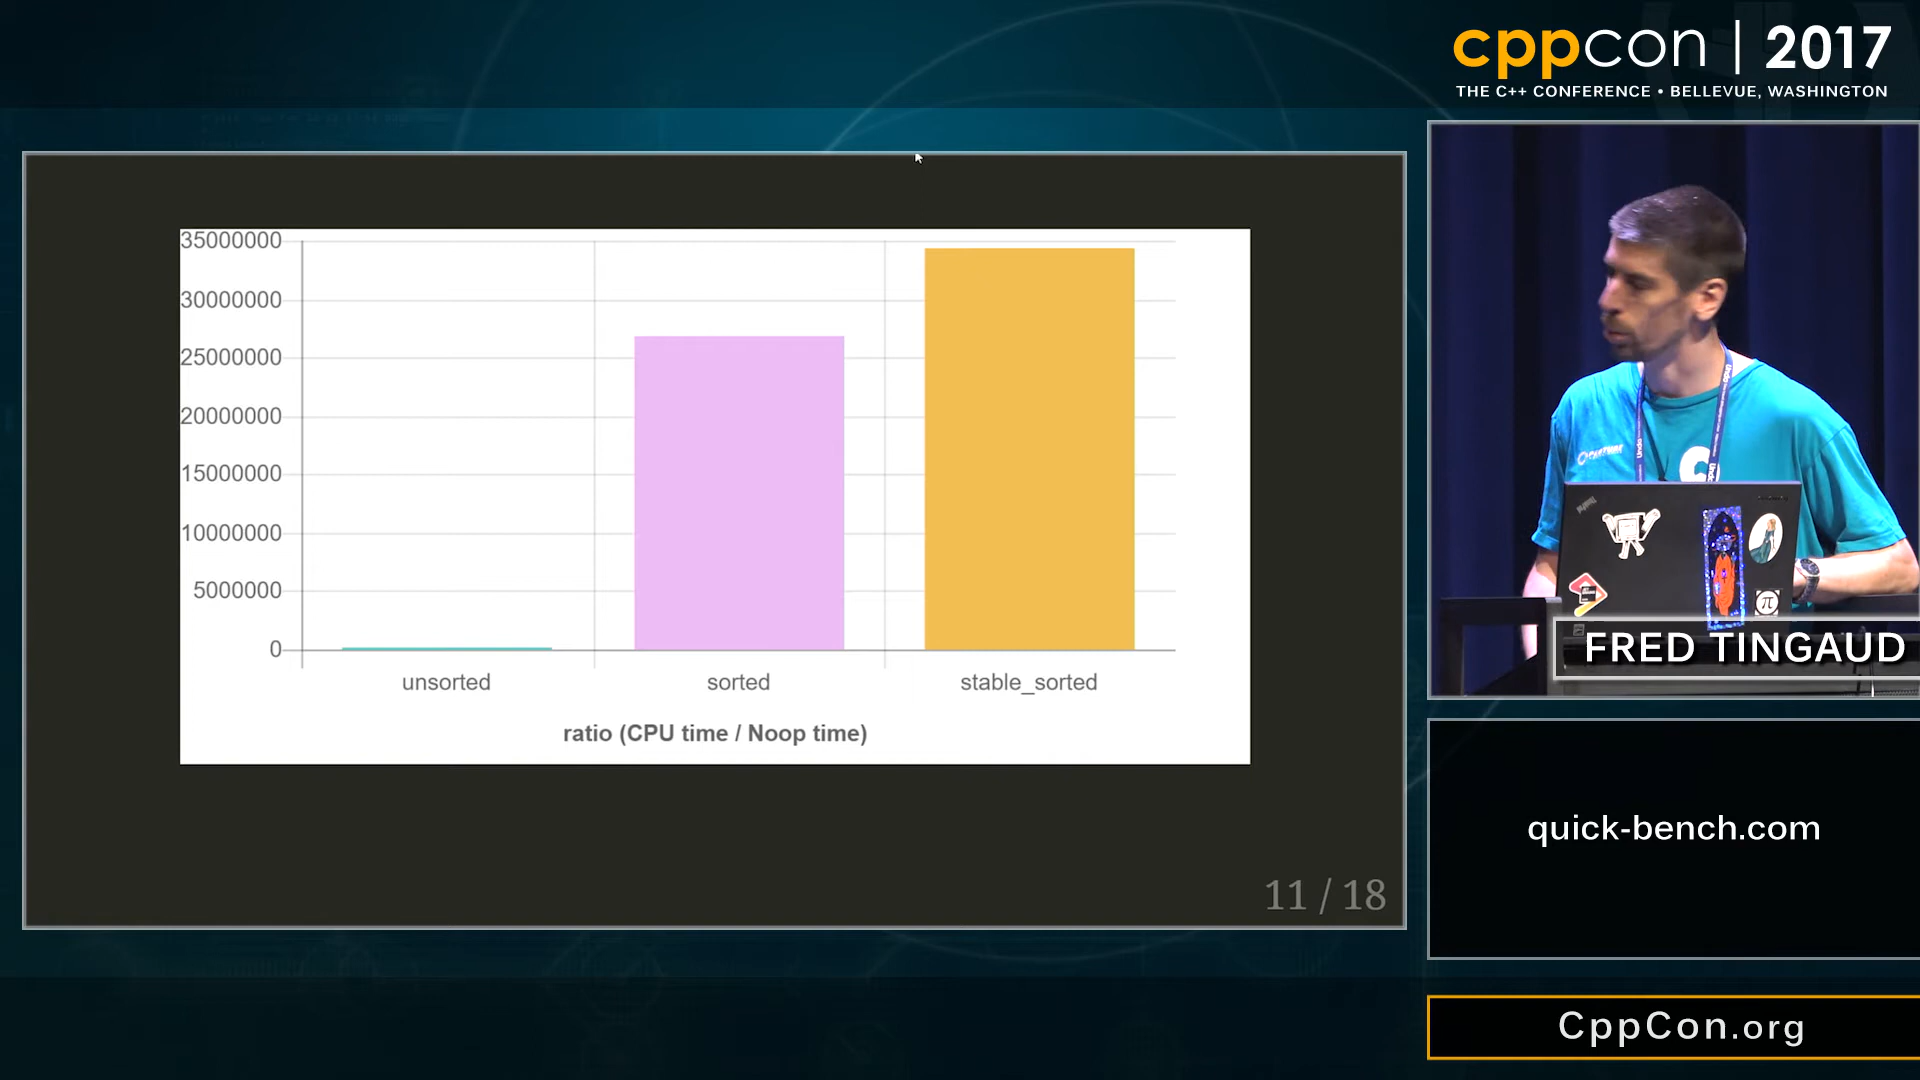 cppcon | 2017
THE C++ CONFERENCE • BELLEVUE, WASHINGTON
35000000
30000000
25000000
20000000
15000000
10000000
5000000
0
unsorted
sorted
stable_sorted
ratio (CPU time / Noop time)
11 / 18
Undo
π
FRED TINGAUD
quick-bench.com
CppCon.org